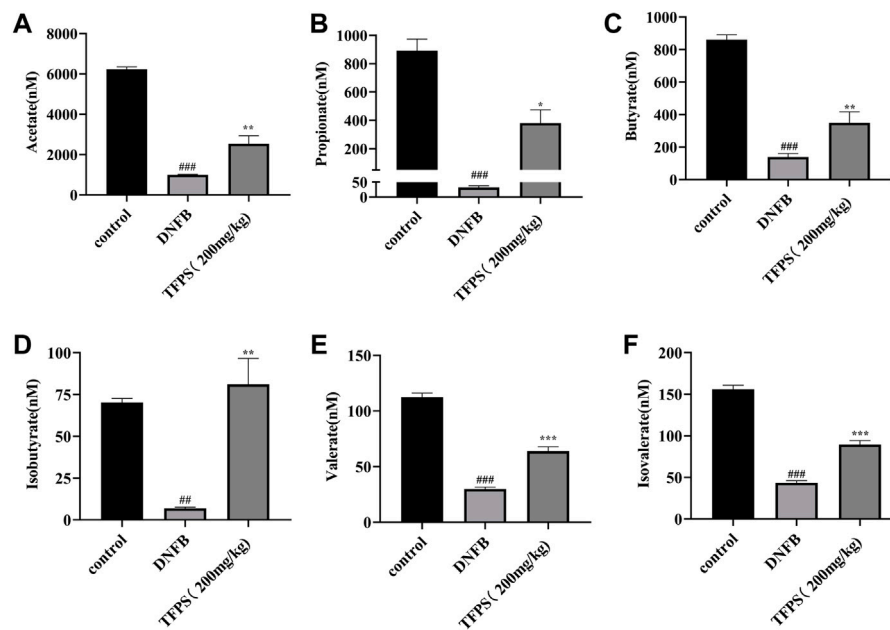 A
Acetate(nM)
6000
4000
2000
0
###
**
control
DNFB
TFPS( 200mg/kg)
B
Propionate(nM)
1000
800
600
400
200
50
0
###
*
control
DNFB
TFPS( 200mg/kg)
C
Butyrate(nM)
1000
800
600
400
200
0
###
**
control
DNFB
TFPS( 200mg/kg)
D
Isobutyrate(nM)
100
75
50
25
0
##
**
control
DNFB
TFPS( 200mg/kg)
E
Valerate(nM)
150
100
50
0
###
***
control
DNFB
TFPS( 200mg/kg)
F
Isovalerate(nM)
200
150
100
50
0
###
***
control
DNFB
TFPS( 200mg/kg)